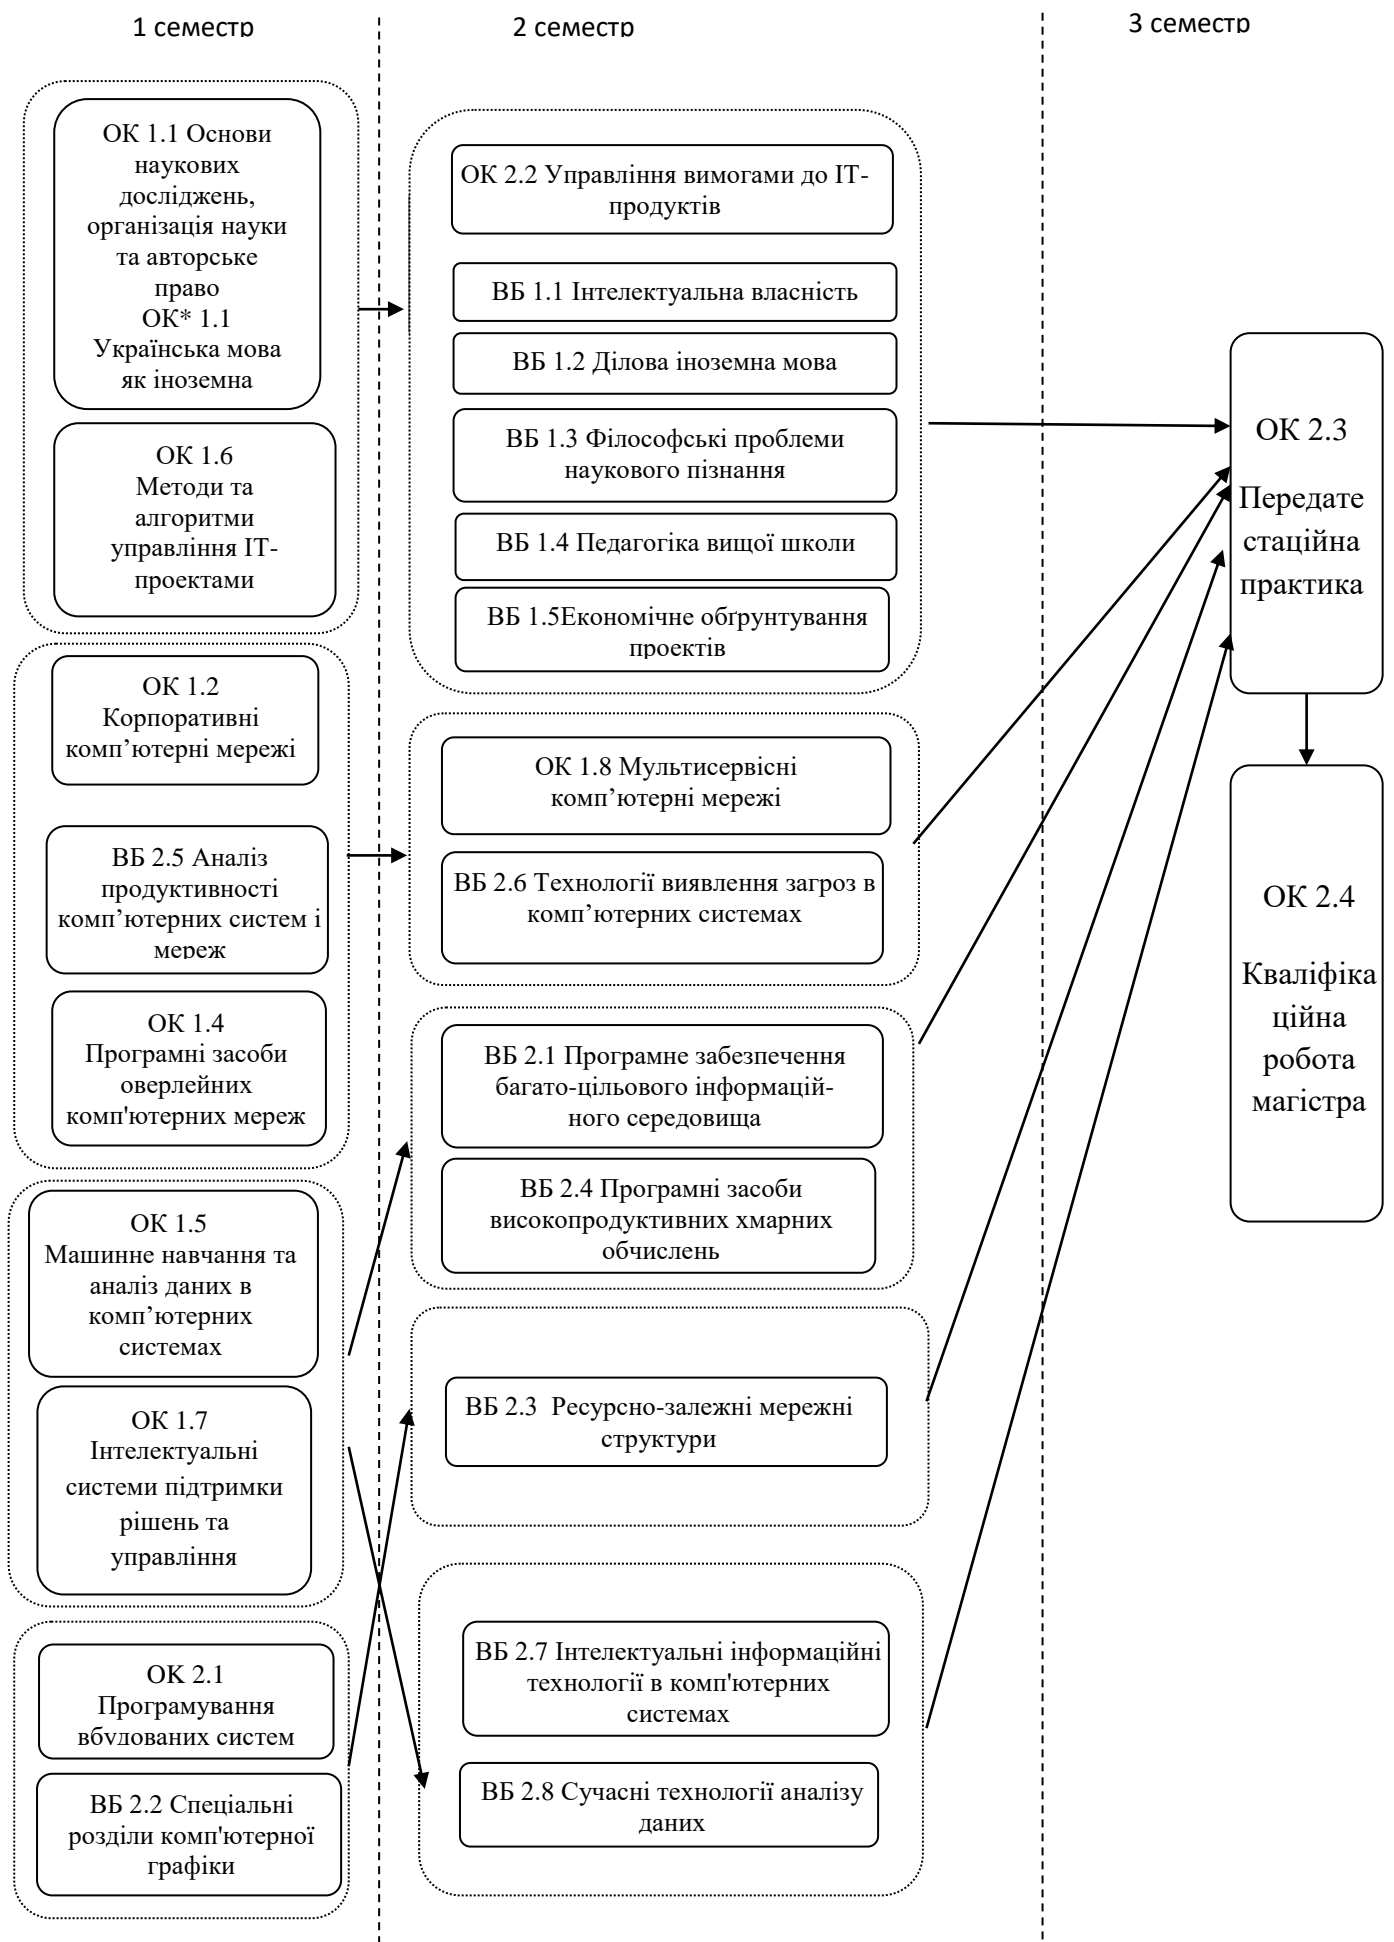 1 семестр
2 семестр
3 семестр
ОК 1.1 Основи
наукових
досліджень,
організація науки
та авторське
право
ОК* 1.1
Українська мова
як іноземна
ОК 1.6
Методи та
алгоритми
управління ІТ-
проектами
ОК 1.2
Корпоративні
комп’ютерні мережі
ВБ 2.5 Аналіз
продуктивності
комп’ютерних систем і
мереж
ОК 1.4
Програмні засоби
оверлейних
комп'ютерних мереж
ОК 1.5
Машинне навчання та
аналіз даних в
комп’ютерних
системах
ОК 1.7
Інтелектуальні
системи підтримки
рішень та
управління
ОК 2.1
Програмування
вбудованих систем
ВБ 2.2 Спеціальні
розділи комп'ютерної
графіки
ОК 2.2 Управління вимогами до ІТ-
продуктів
ВБ 1.1 Інтелектуальна власність
ВБ 1.2 Ділова іноземна мова
ВБ 1.3 Філософські проблеми
наукового пізнання
ВБ 1.4 Педагогіка вищої школи
ВБ 1.5Економічне обґрунтування
проектів
ОК 1.8 Мультисервісні
комп’ютерні мережі
ВБ 2.6 Технології виявлення загроз в
комп’ютерних системах
ВБ 2.1 Програмне забезпечення
багато-цільового інформацій-
ного середовища
ВБ 2.4 Програмні засоби
високопродуктивних хмарних
обчислень
ВБ 2.3  Ресурсно-залежні мережні
структури
ВБ 2.7 Інтелектуальні інформаційні
технології в комп'ютерних
системах
ВБ 2.8 Сучасні технології аналізу
даних
ОК 2.3
Передате
стаційна
практика
ОК 2.4
Кваліфіка
ційна
робота
магістра